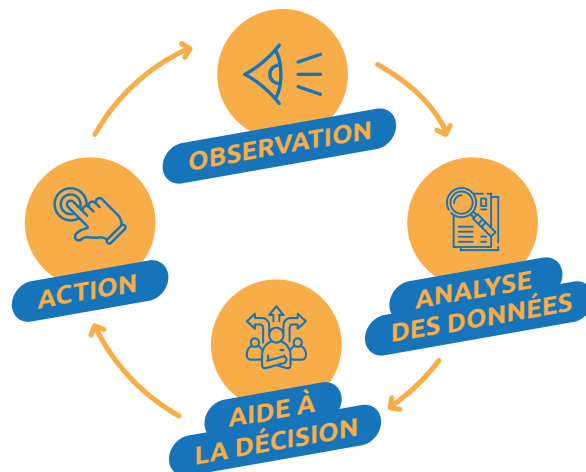 OBSERVATION
ANALYSE
DES DONNÉES
AIDE À
LA DÉCISION
ACTION